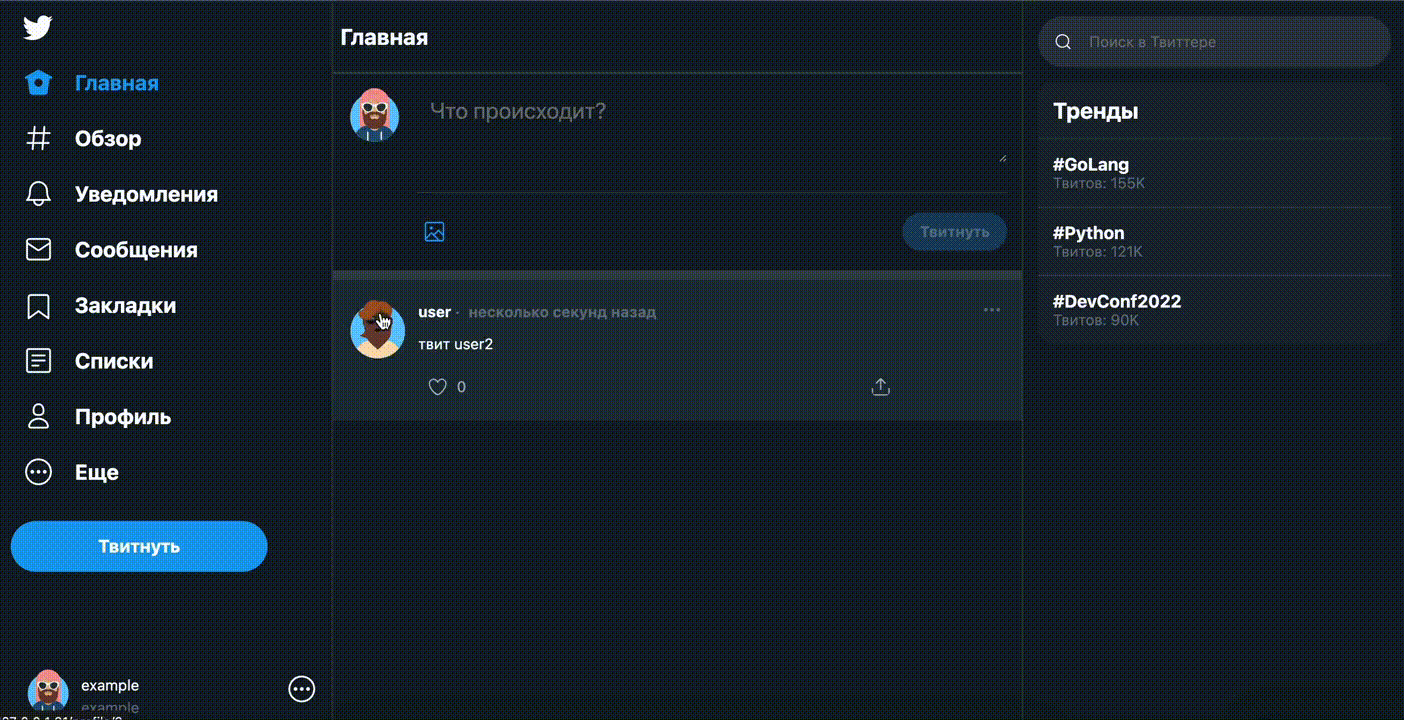 Главная
Обзор
Уведомления
Сообщения
Закладки
Списки
Профиль
Еще
Твитнуть
example
example
Главная
Что происходит?
Твитнуть
user · несколько секунд назад
твит user2
0
Поиск в Твиттере
Тренды
#GoLang
Твитов: 155K
#Python
Твитов: 121K
#DevConf2022
Твитов: 90K